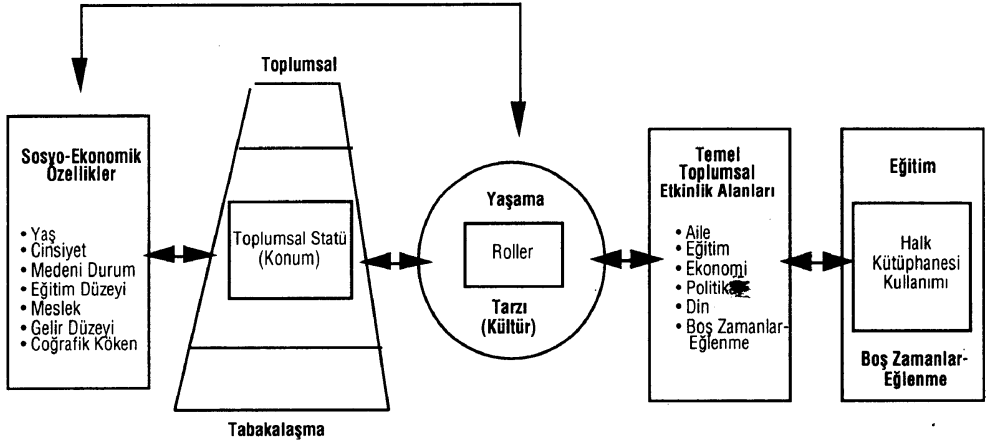 Toplumsal
Sosyo-Ekonomik
Özellikler
• Yaş
• Cinsiyet
• Medeni Durum
• Eğitim Düzeyi
• Meslek
• Gelir Düzeyi
• Coğrafik Köken
Toplumsal Statü
(Konum)
Tabakalaşma
Yaşama
Roller
Tarzı
(Kültür)
Temel
Toplumsal
Etkinlik Alanları
• Aile
• Eğitim
• Ekonomi
• Politika
• Din
• Boş Zamanlar-
Eğlenme
Eğitim
Halk
Kütüphanesi
Kullanımı
Boş Zamanlar-
Eğlenme